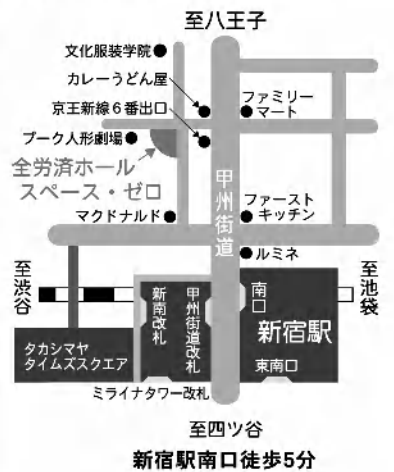 至八王子
文化服装学院
カレーうどん屋
京王新線6番出口
ファミリー
マート
プーク人形劇場
全労済ホール
スペース・ゼロ
甲州街道
マクドナルド
ファースト
キッチン
ルミネ
至渋谷
至池袋
新南改札
甲州街道改札
南口
新宿駅
タカシマヤ
タイムズスクエア
東南口
ミライナタワー改札
至四ツ谷
新宿駅南口徒歩5分